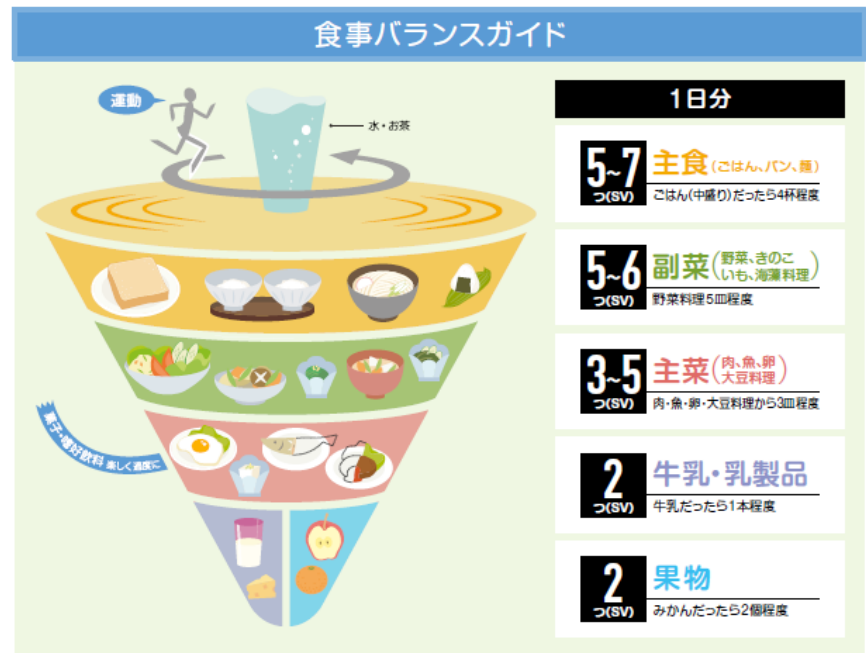 食事バランスガイド
運動
水・お茶
菓子・嗜好飲料 楽しく適度に
1日分
5~7
つ(SV)
主食(ごはん、パン、麺)
ごはん(中盛り)だったら4杯程度
5~6
つ(SV)
副菜(野菜、きのこ
いも、海藻料理)
野菜料理5皿程度
3~5
つ(SV)
主菜(肉、魚、卵
大豆料理)
肉・魚・卵・大豆料理から3皿程度
2
つ(SV)
牛乳・乳製品
牛乳だったら1本程度
2
つ(SV)
果物
みかんだったら2個程度